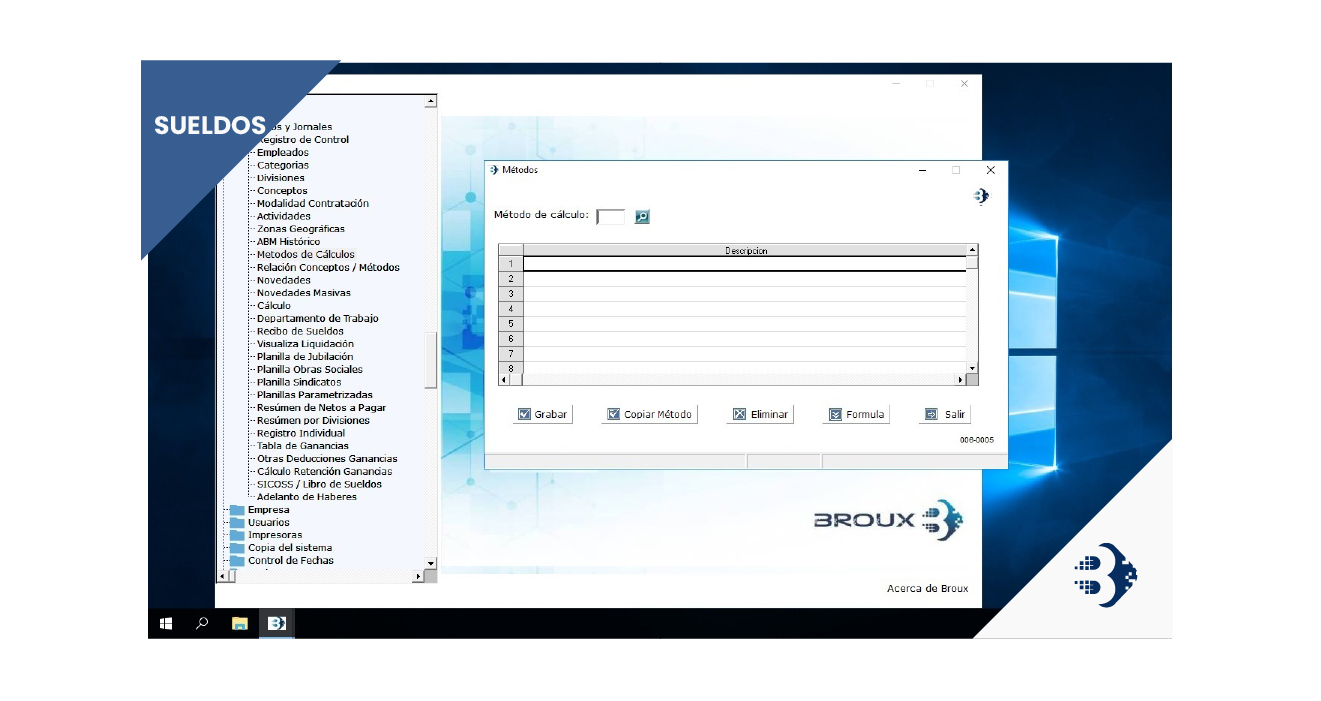 SUELDOS
s y Jornales
Registro de Control
Empleados
Categorias
Divisiones
Conceptos
Modalidad Contratación
Actividades
Zonas Geográficas
ABM Histórico
Metodos de Cálculos
Relación Conceptos / Métodos
Novedades
Novedades Masivas
Cálculo
Departamento de Trabajo
Recibo de Sueldos
Visualiza Liquidación
Planilla de Jubilación
Planilla Obras Sociales
Planilla Sindicatos
Planillas Parametrizadas
Resúmen de Netos a Pagar
Resúmen por Divisiones
Registro Individual
Tabla de Ganancias
Otras Deducciones Ganancias
Cálculo Retención Ganancias
SICOSS / Libro de Sueldos
Adelanto de Haberes
Empresa
Usuarios
Impresoras
Copia del sistema
Control de Fechas
Métodos
Método de cálculo:
Descripcion
1
2
3
4
5
6
7
8
Grabar Copiar Método Eliminar Formula Salir
006-0005
BROUX
Acerca de Broux